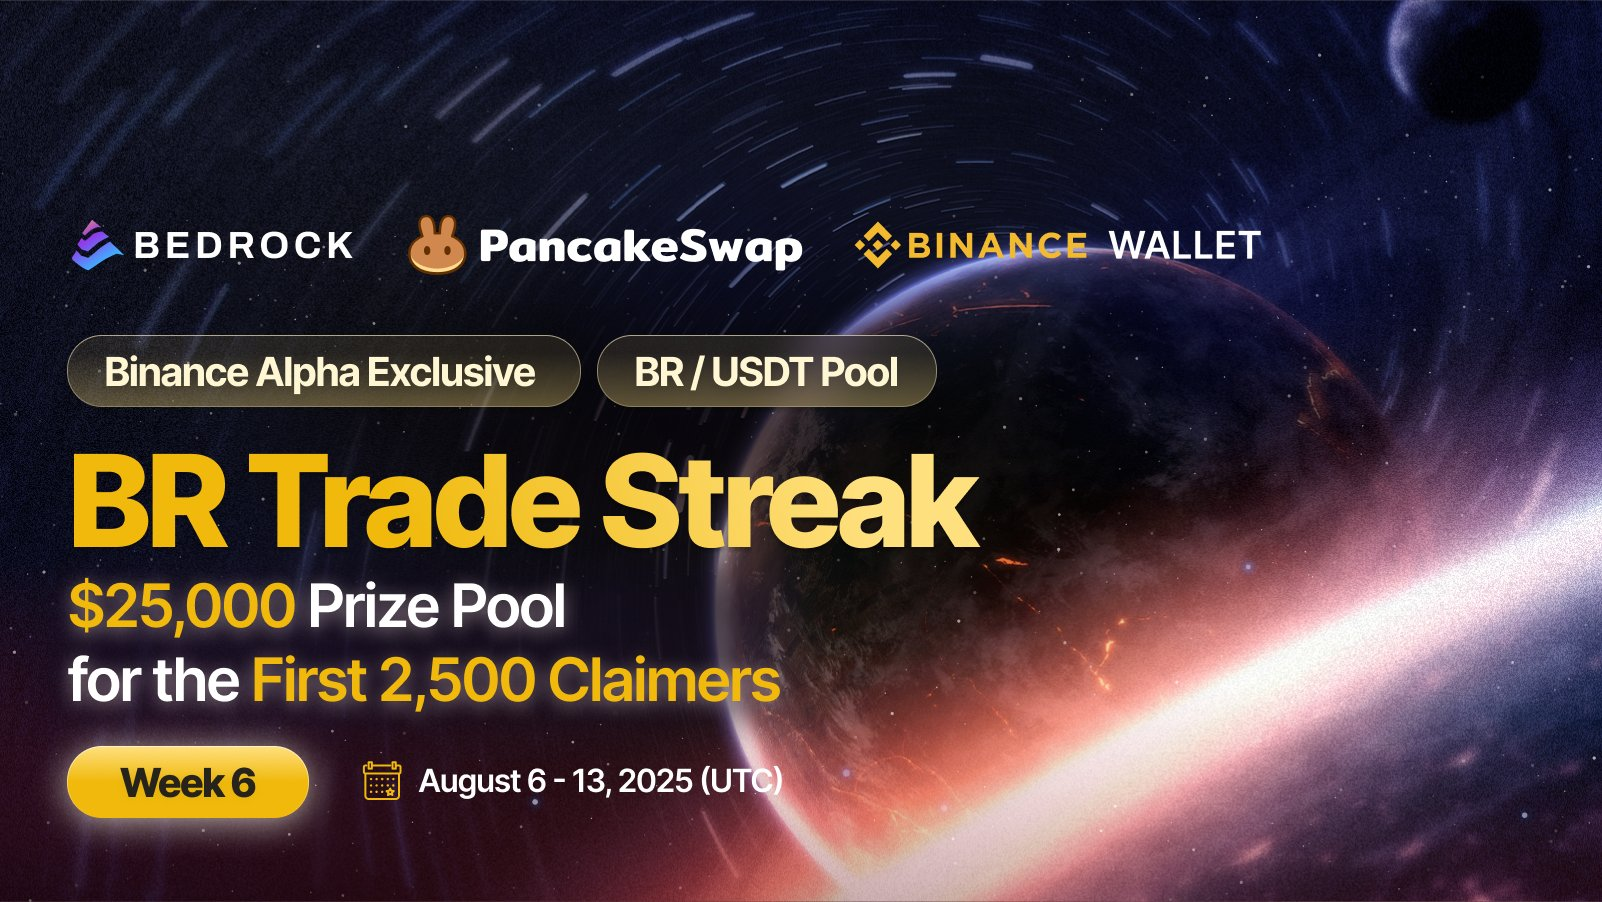 BEDROCK PancakeSwap BINANCE WALLET
Binance Alpha Exclusive BR / USDT Pool
BR Trade Streak
$25,000 Prize Pool
for the First 2,500 Claimers
Week 6 August 6 - 13, 2025 (UTC)